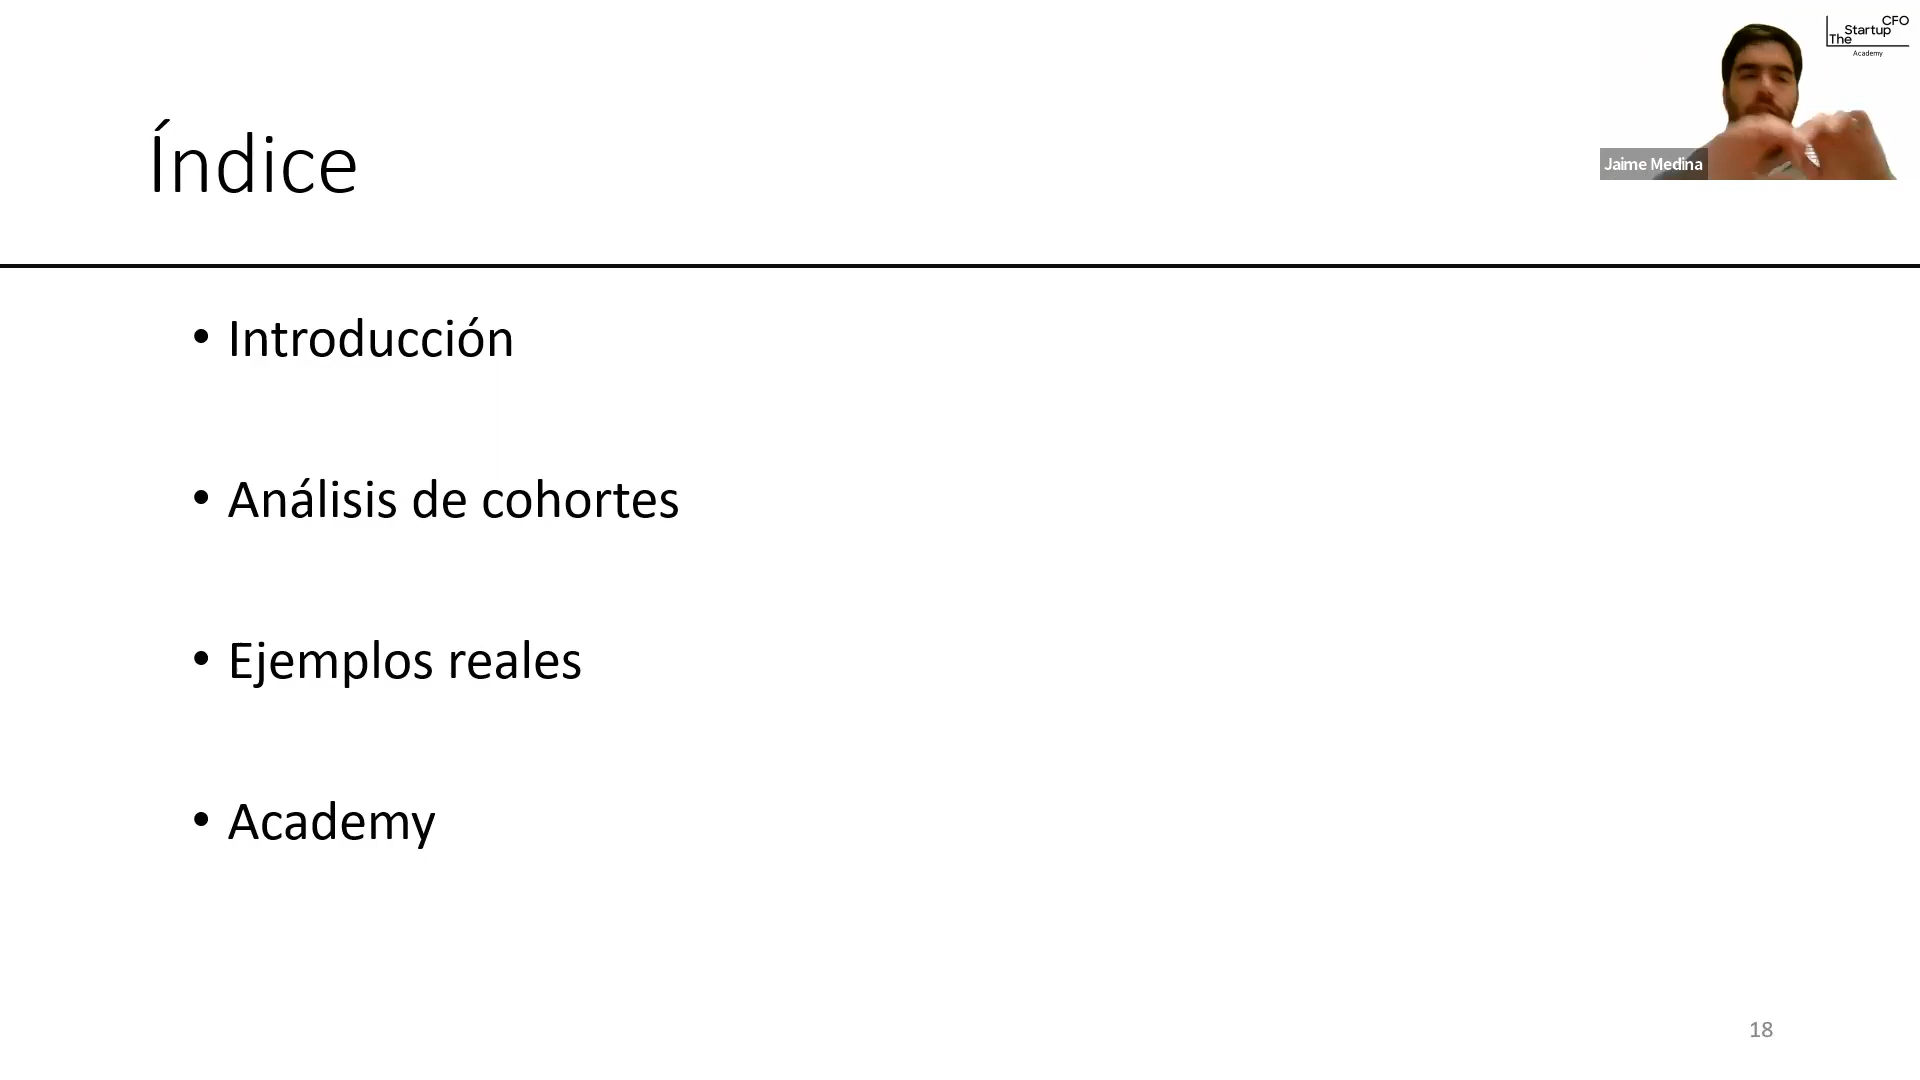 The Startup CFO
Academy
Jaime Medina
Índice
• Introducción
• Análisis de cohortes
• Ejemplos reales
• Academy
18